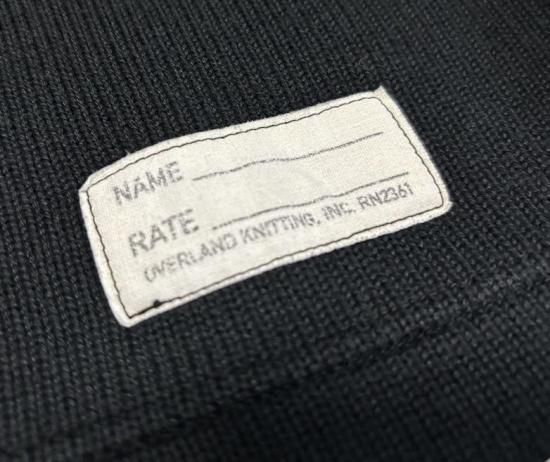 NAME
RATE
OVERLAND KNITTING, INC. RN2361